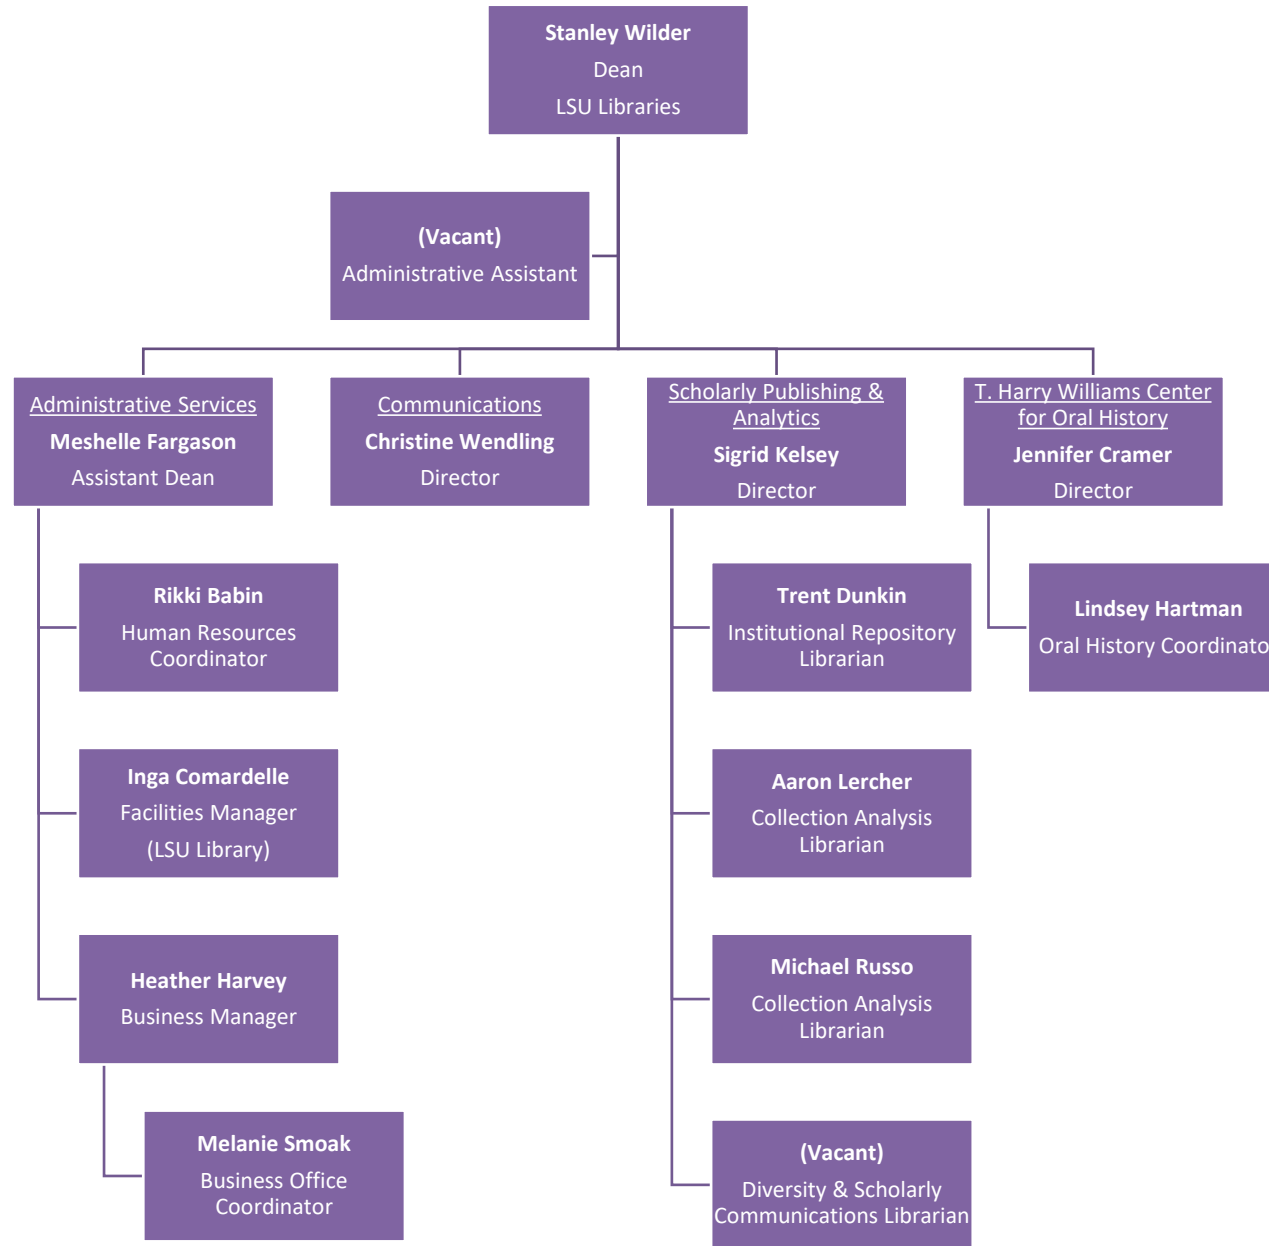 Stanley Wilder
Dean
LSU Libraries
(Vacant)
Administrative Assistant
Administrative Services
Meshelle Fargason
Assistant Dean
Communications
Christine Wendling
Director
Scholarly Publishing &
Analytics
Sigrid Kelsey
Director
T. Harry Williams Center
for Oral History
Jennifer Cramer
Director
Rikki Babin
Human Resources
Coordinator
Inga Comardelle
Facilities Manager
(LSU Library)
Heather Harvey
Business Manager
Melanie Smoak
Business Office
Coordinator
Trent Dunkin
Institutional Repository
Librarian
Aaron Lercher
Collection Analysis
Librarian
Michael Russo
Collection Analysis
Librarian
(Vacant)
Diversity & Scholarly
Communications Librarian
Lindsey Hartman
Oral History Coordinato